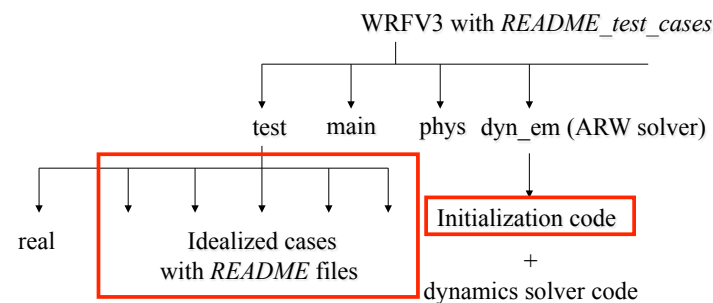 WRFV3 with README_test_cases
test
main
phys
dyn_em (ARW solver)
real
Idealized cases
with README files
Initialization code
+
dynamics solver code